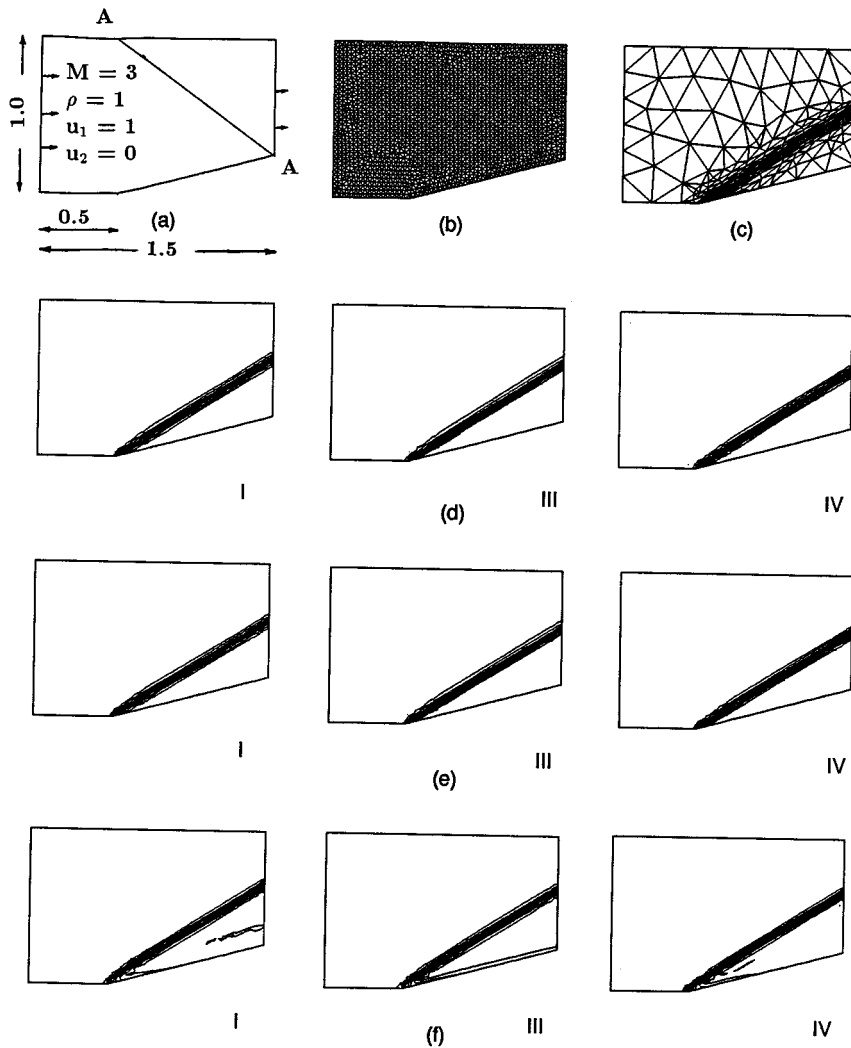 A
M = 3
ρ = 1
u₁ = 1
u₂ = 0
1.0
A
0.5
1.5
(a)
(b)
(c)
I
III
IV
(d)
I
III
IV
(e)
I
III
IV
(f)